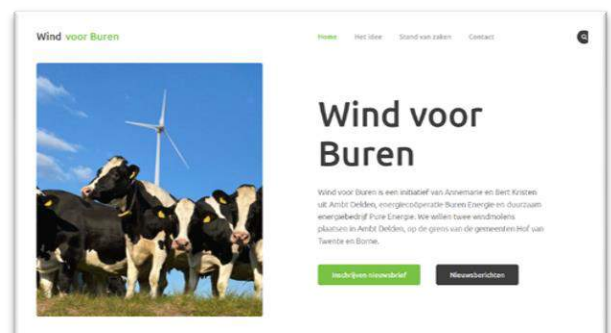 Wind voor Buren
Home Het idee Stand van zaken Contact
Wind voor
Buren
Wind voor Buren is een initiatief van Annemarie en Bert Kristen
uit Ambt Delden, energiecoöperatie Buren Energie en duurzaam
energiebedrijf Pure Energie. We willen twee windmolens
plaatsen in Ambt Delden, op de grens van de gemeenten Hof van
Twente en Borne.
Inschrijven nieuwsbrief Nieuwsberichten